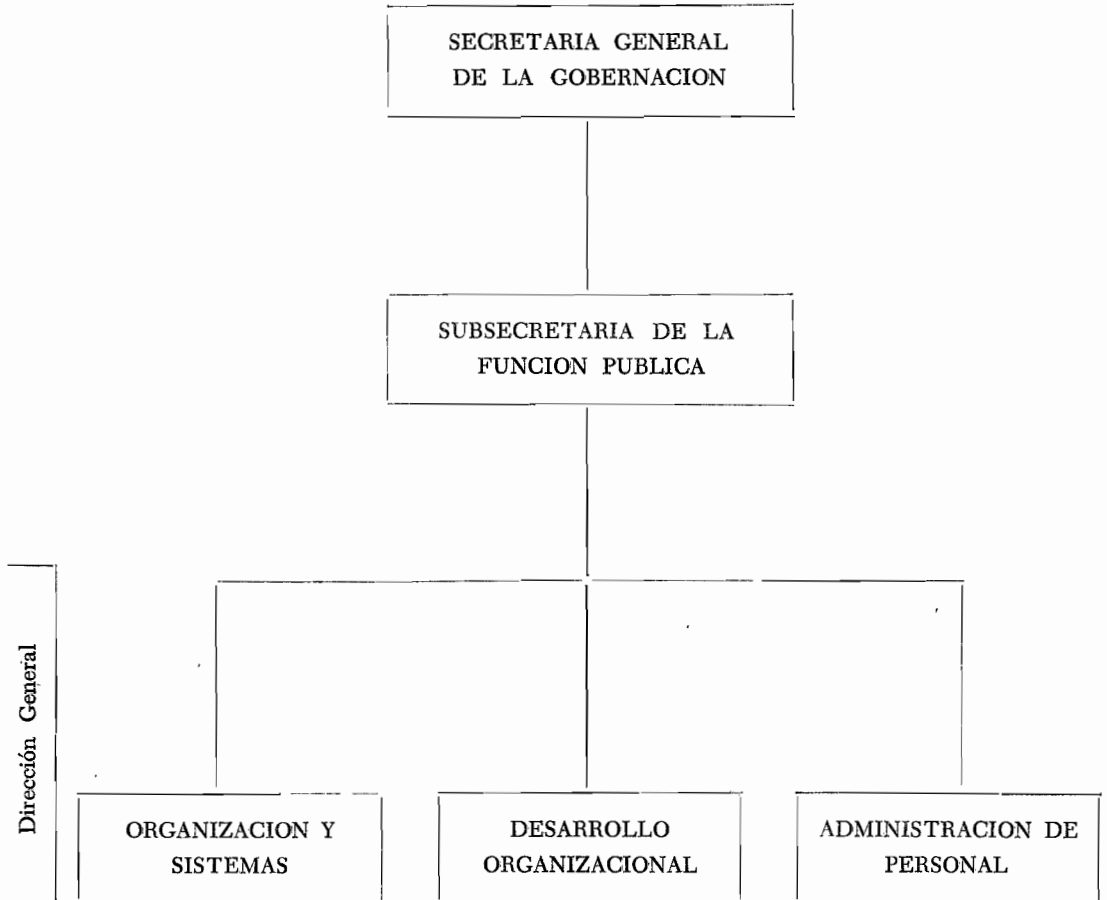 SECRETARIA GENERAL
DE LA GOBERNACION
SUBSECRETARIA DE LA
FUNCION PUBLICA
Dirección General
ORGANIZACION Y
SISTEMAS
DESARROLLO
ORGANIZACIONAL
ADMINISTRACION DE
PERSONAL